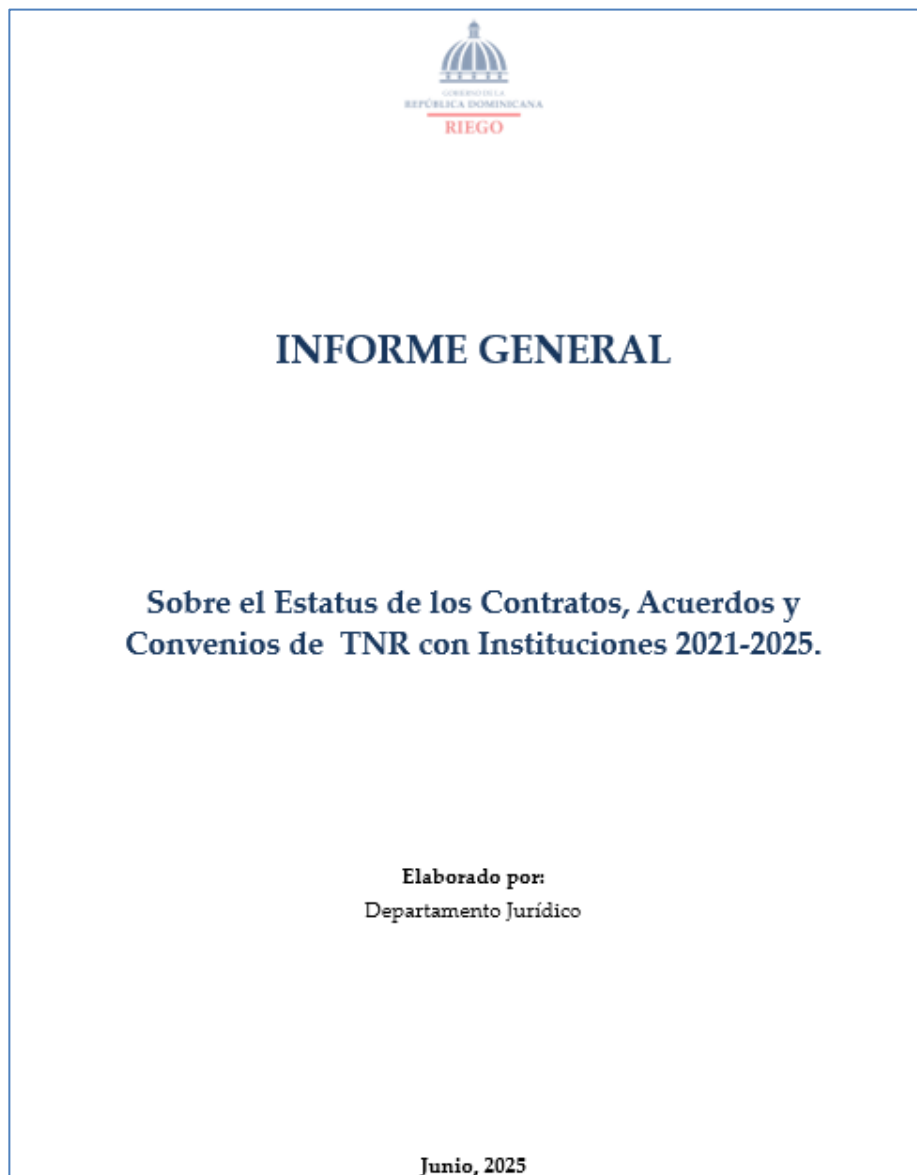 GOBIERNO DE LA
REPÚBLICA DOMINICANA
RIEGO
INFORME GENERAL
Sobre el Estatus de los Contratos, Acuerdos y
Convenios de TNR con Instituciones 2021-2025.
Elaborado por:
Departamento Jurídico
Junio, 2025